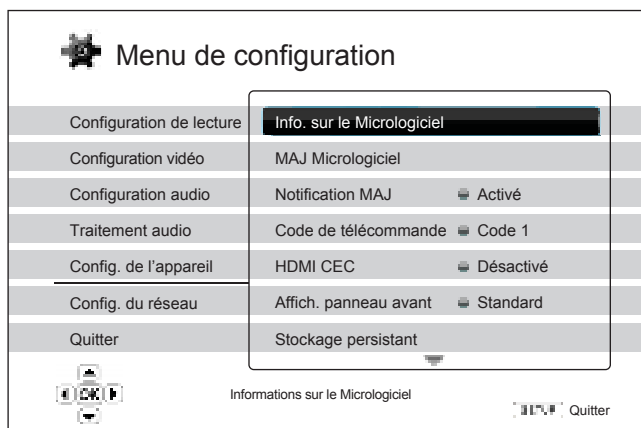 Menu de configuration
Configuration de lecture
Info. sur le Micrologiciel
Configuration vidéo
MAJ Micrologiciel
Configuration audio
Notification MAJ
Activé
Traitement audio
Code de télécommande
Code 1
Config. de l'appareil
HDMI CEC
Désactivé
Config. du réseau
Affich. panneau avant
Standard
Quitter
Stockage persistant
OK
Informations sur le Micrologiciel
SETUP Quitter